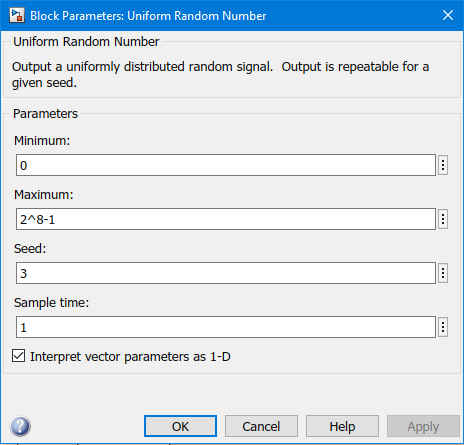 Block Parameters: Uniform Random Number
Uniform Random Number
Output a uniformly distributed random signal.  Output is repeatable for a
given seed.
Parameters
Minimum:
0
Maximum:
2^8-1
Seed:
3
Sample time:
1
Interpret vector parameters as 1-D
OK Cancel Help Apply